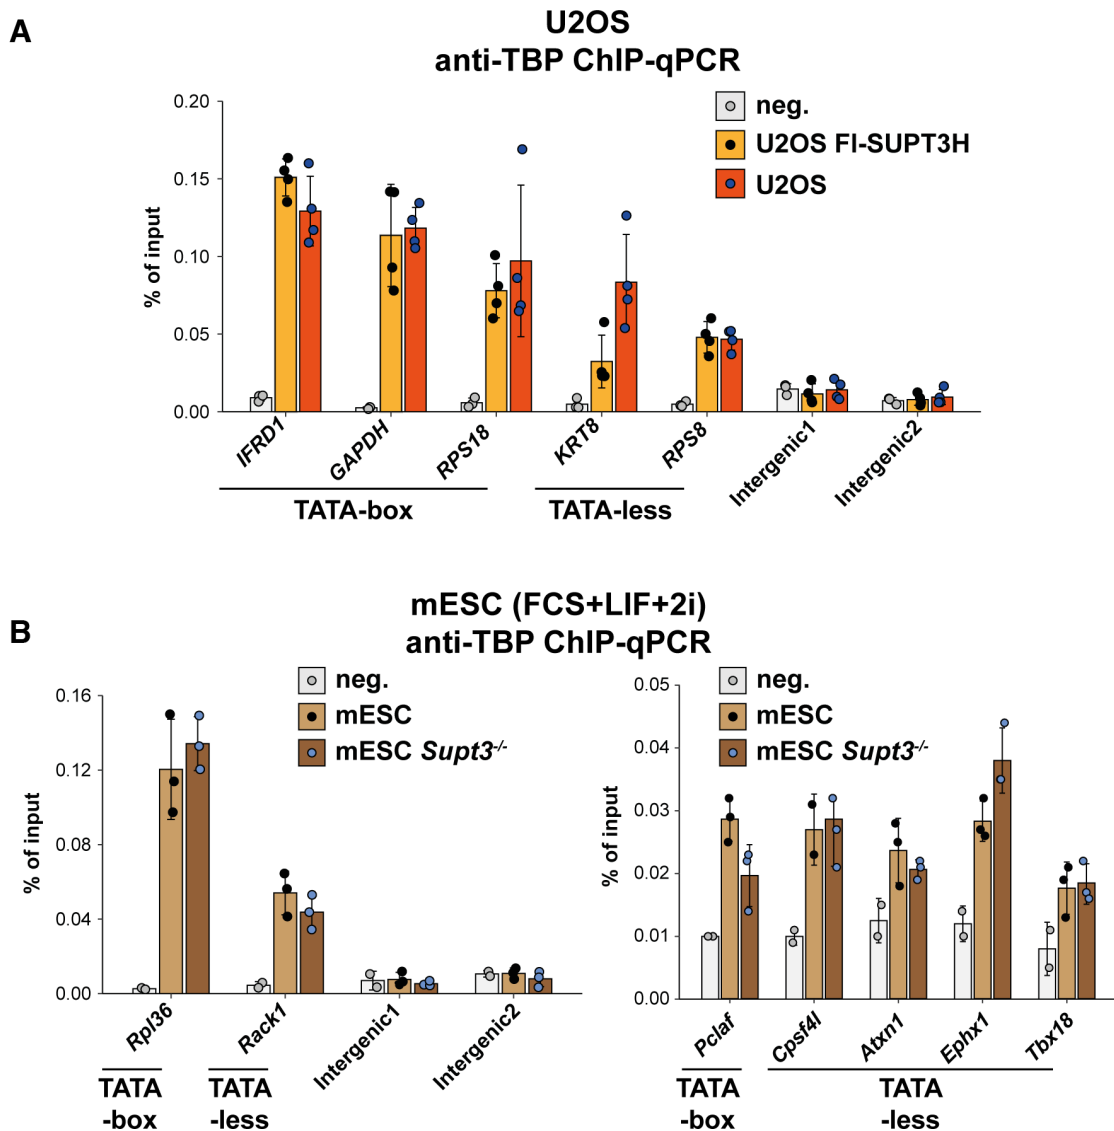 A
U2OS
anti-TBP ChIP-qPCR
neg.
U2OS Fl-SUPT3H
U2OS
% of input
0.20
0.15
0.10
0.05
0.00
IFRD1
GAPDH
RPS18
KRT8
RPS8
Intergenic1
Intergenic2
TATA-box
TATA-less
B
mESC (FCS+LIF+2i)
anti-TBP ChIP-qPCR
neg.
mESC
mESC Supt3-/-
% of input
0.16
0.12
0.08
0.04
0.00
Rpl36
Rack1
Intergenic1
Intergenic2
TATA
-box
TATA
-less
neg.
mESC
mESC Supt3-/-
% of input
0.05
0.04
0.03
0.02
0.01
0.00
Pclaf
Cpsf4l
Atxn1
Ephx1
Tbx18
TATA
-box
TATA
-less